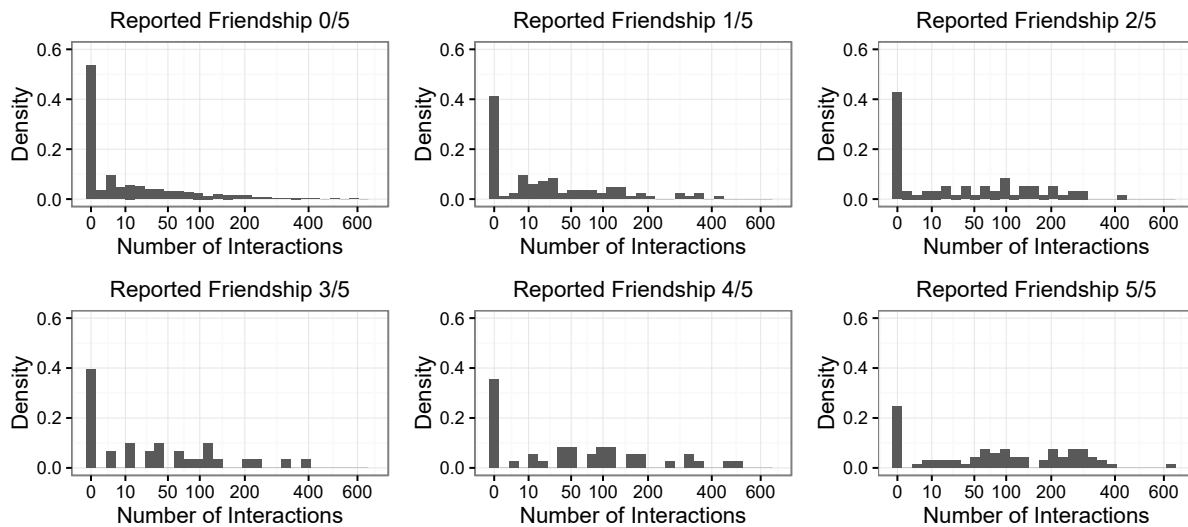 Reported Friendship 0/5
0.6
0.4
0.2
0.0
Density
0 10 50 100 200 400 600
Number of Interactions
Reported Friendship 1/5
0.6
0.4
0.2
0.0
Density
0 10 50 100 200 400 600
Number of Interactions
Reported Friendship 2/5
0.6
0.4
0.2
0.0
Density
0 10 50 100 200 400 600
Number of Interactions
Reported Friendship 3/5
0.6
0.4
0.2
0.0
Density
0 10 50 100 200 400 600
Number of Interactions
Reported Friendship 4/5
0.6
0.4
0.2
0.0
Density
0 10 50 100 200 400 600
Number of Interactions
Reported Friendship 5/5
0.6
0.4
0.2
0.0
Density
0 10 50 100 200 400 600
Number of Interactions